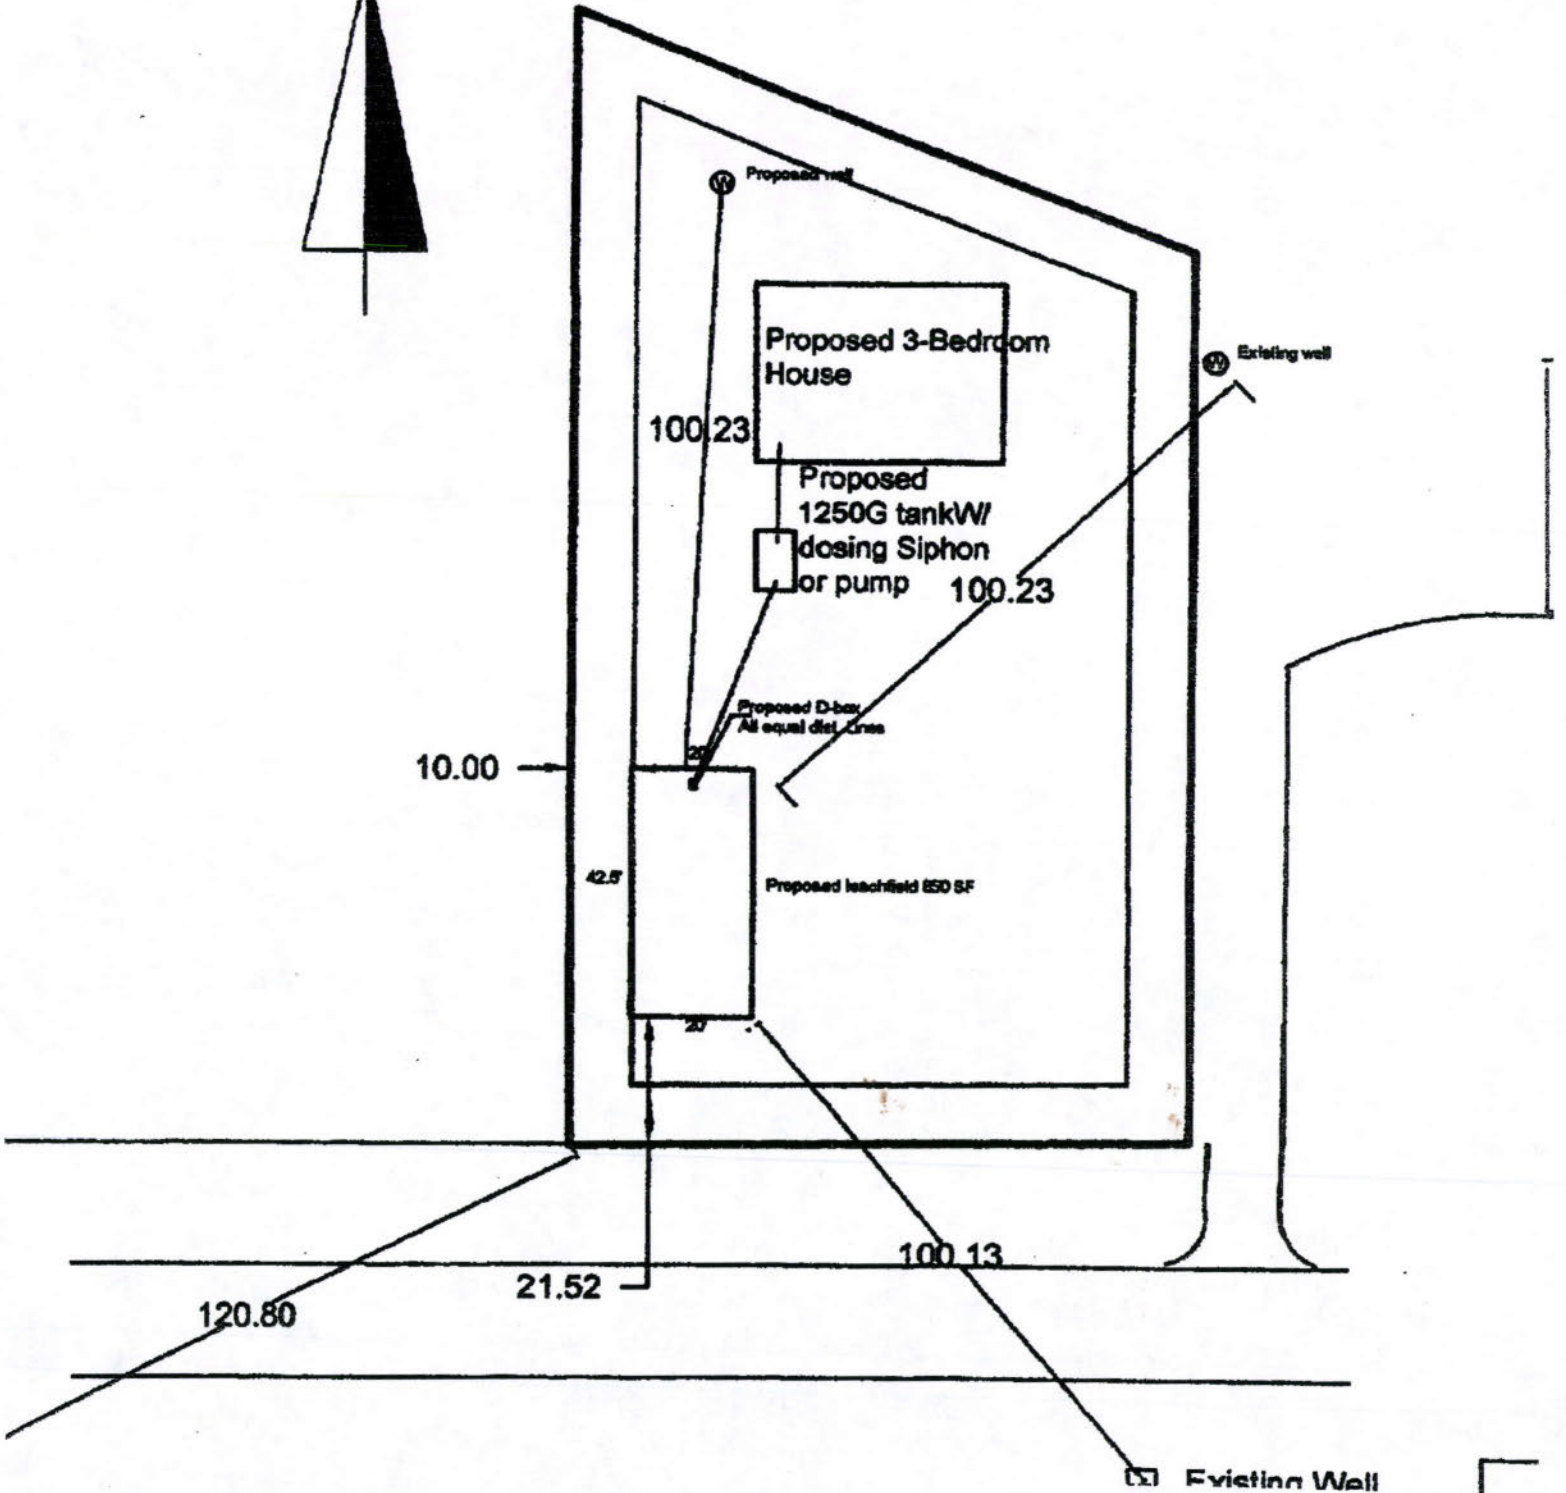 W
Proposed well
Proposed 3-Bedroom
House
W
Existing well
100.23
Proposed
1250G tankW/
dosing Siphon
or pump
100.23
Proposed D-box
All equal dist. Lines
20'
10.00
42.5'
Proposed leachfield 850 SF
20'
100.13
21.52
120.80
Existing Well